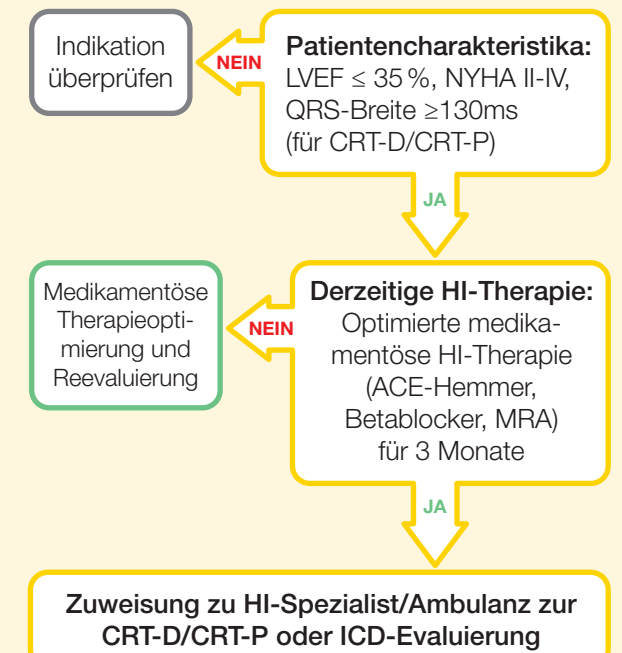 Indikation
überprüfen
NEIN
Patientencharakteristika:
LVEF ≤ 35 %, NYHA II-IV,
QRS-Breite ≥130ms
(für CRT-D/CRT-P)
JA
Medikamentöse
Therapieopti-
mierung und
Reevaluierung
NEIN
Derzeitige HI-Therapie:
Optimierte medika-
mentöse HI-Therapie
(ACE-Hemmer,
Betablocker, MRA)
für 3 Monate
JA
Zuweisung zu HI-Spezialist/Ambulanz zur
CRT-D/CRT-P oder ICD-Evaluierung